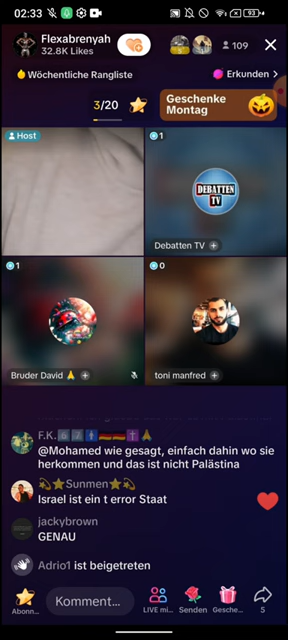 02:33
93
Flexabrenyah
32.8K Likes
109
Wöchentliche Rangliste
Erkunden
3/20
Geschenke
Montag
Host
1
DEBATTEN
TV
Debatten TV
1
Bruder David 🙏
0
toni manfred
F.K. 6️⃣2️⃣🚹🇩🇪🇩🇪✝️🙏
@Mohamed wie gesagt, einfach dahin wo sie
herkommen und das ist nicht Palästina
💫⭐Sunmen⭐💫
Israel ist ein t error Staat
jackybrown
GENAU
Adrio1 ist beigetreten
Abonn...
Komment...
LIVE mi...
Senden
Gesche...
5